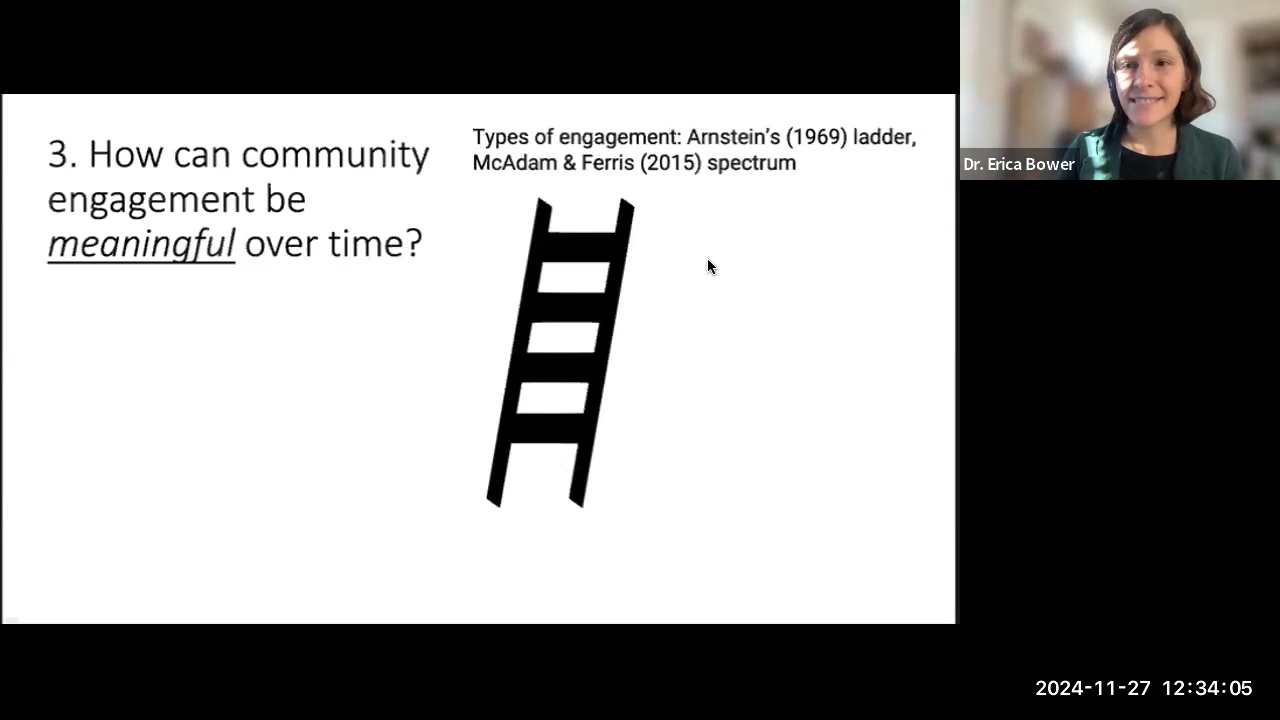 3. How can community
engagement be
meaningful over time?
Types of engagement: Arnstein’s (1969) ladder,
McAdam & Ferris (2015) spectrum
Dr. Erica Bower
2024-11-27 12:34:05